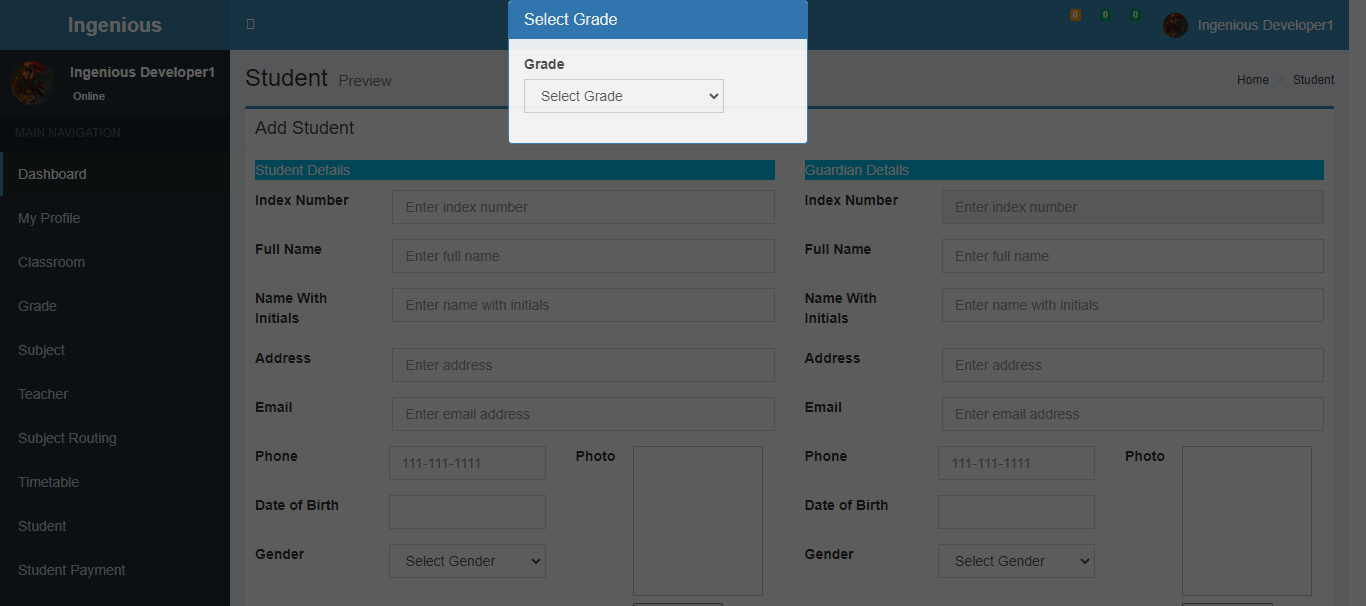 Ingenious
Ingenious Developer1
Online
MAIN NAVIGATION
Dashboard
My Profile
Classroom
Grade
Subject
Teacher
Subject Routing
Timetable
Student
Student Payment
0 0 0 Ingenious Developer1
Select Grade
Grade
Select Grade
Student Preview
Home > Student
Add Student
Student Details
Index Number Enter index number
Full Name Enter full name
Name With Enter name with initials
Initials
Address Enter address
Email Enter email address
Phone 111-111-1111 Photo
Date of Birth
Gender Select Gender
Guardian Details
Index Number Enter index number
Full Name Enter full name
Name With Enter name with initials
Initials
Address Enter address
Email Enter email address
Phone 111-111-1111 Photo
Date of Birth
Gender Select Gender